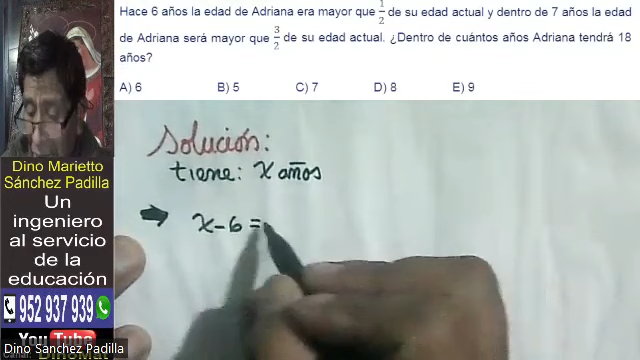 Hace 6 años la edad de Adriana era mayor que 1/2 de su edad actual y dentro de 7 años la edad
de Adriana será mayor que 3/2 de su edad actual. ¿Dentro de cuántos años Adriana tendrá 18
años?
A) 6 B) 5 C) 7 D) 8 E) 9
Solución:
tiene: x años
x-6 =
Dino Marietto
Sánchez Padilla
Un
ingeniero
al servicio
de la
educación
952 937 939
You Tube
Dino Sánchez Padilla